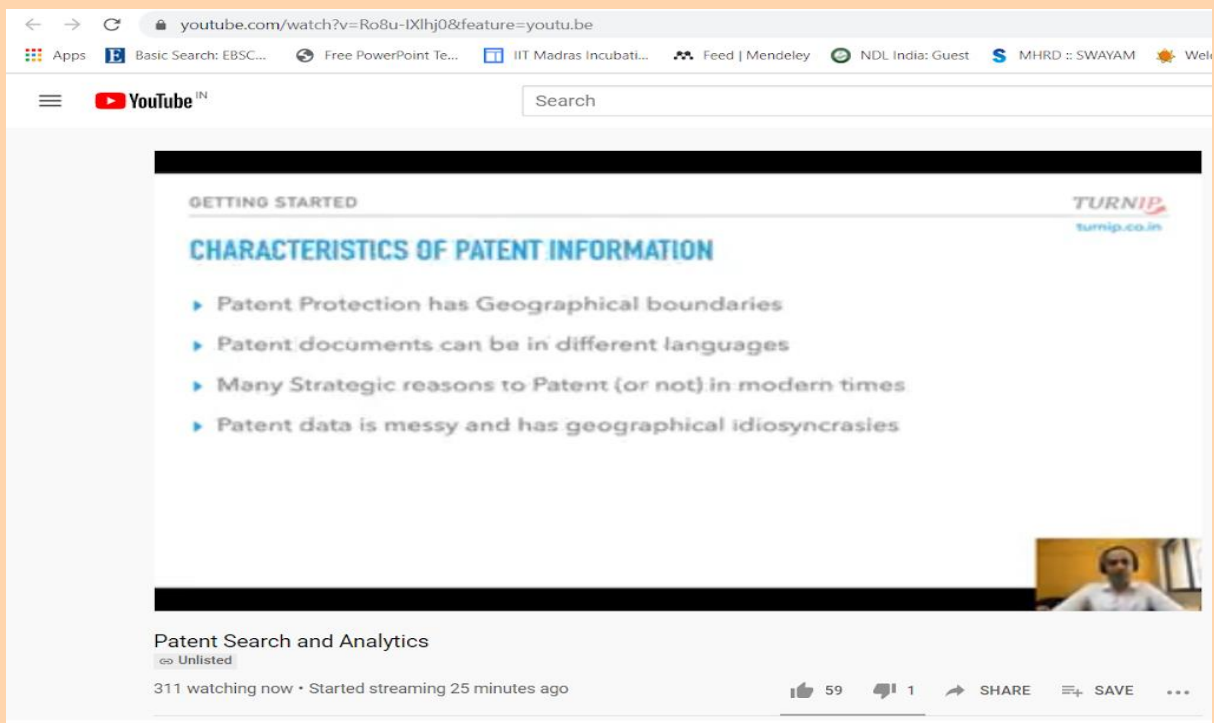 youtube.com/watch?v=Ro8u-IXlhj0&feature=youtu.be
Apps E Basic Search: EBSC... Free PowerPoint Te... IIT Madras Incubati... Feed | Mendeley NDL India: Guest S MHRD :: SWAYAM Wel
YouTube IN Search
GETTING STARTED TURNIP
turnip.co.in
CHARACTERISTICS OF PATENT INFORMATION
Patent Protection has Geographical boundaries
Patent documents can be in different languages
Many Strategic reasons to Patent (or not) in modern times
Patent data is messy and has geographical idiosyncrasies
Patent Search and Analytics
Unlisted
311 watching now • Started streaming 25 minutes ago 59 1 SHARE SAVE